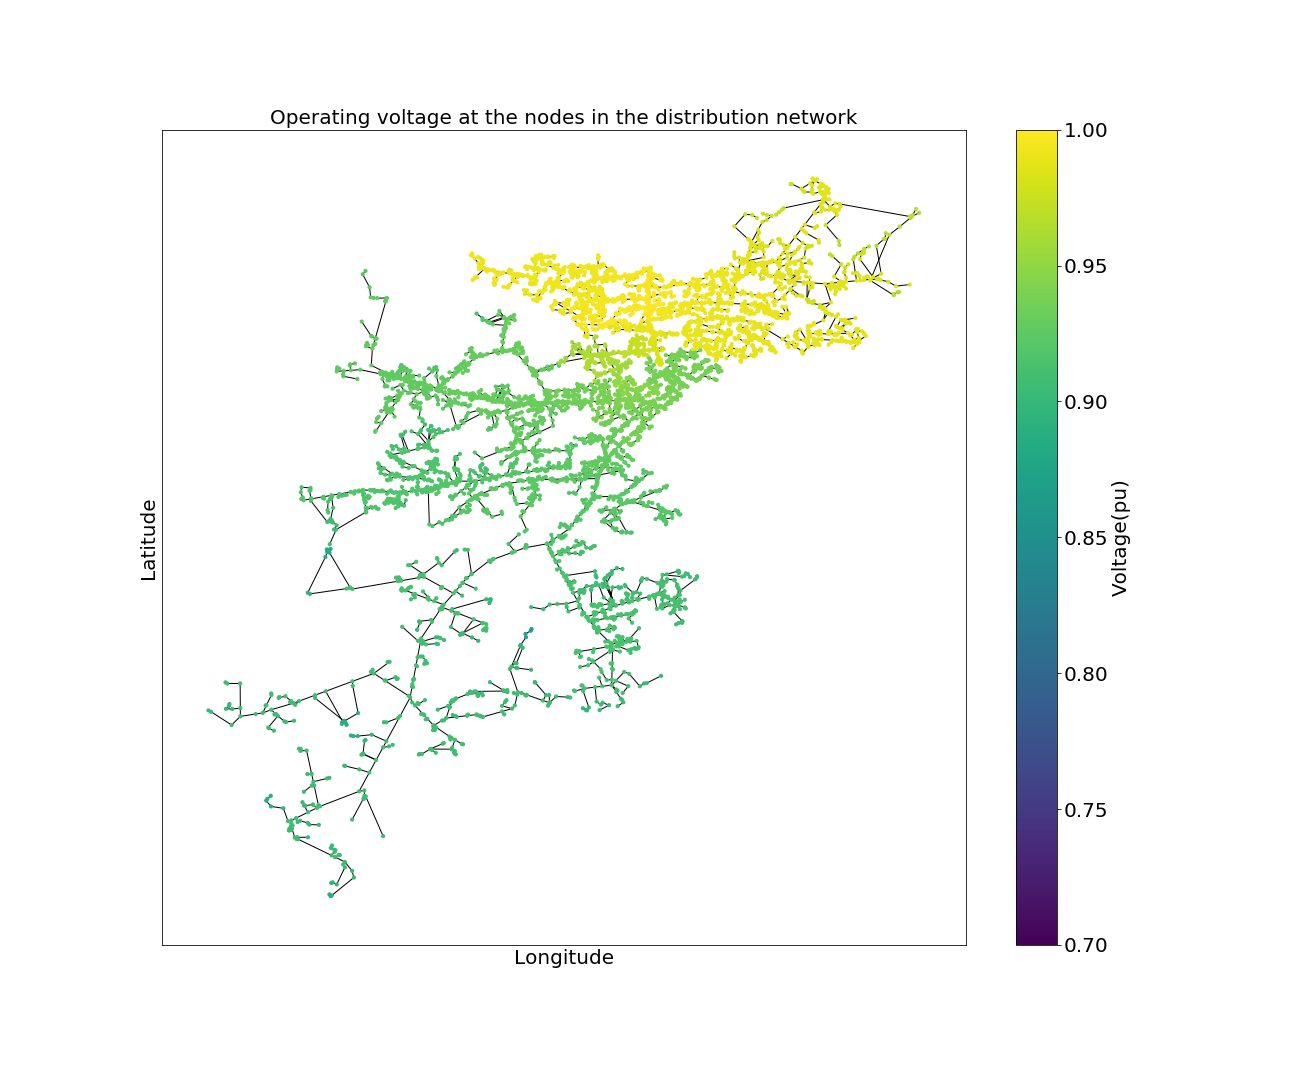 Operating voltage at the nodes in the distribution network
Latitude
Longitude
1.00
0.95
0.90
0.85
0.80
0.75
0.70
Voltage(pu)